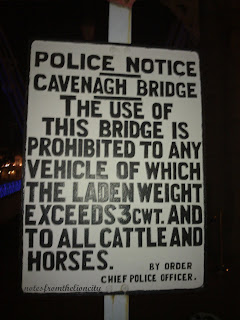 POLICE NOTICE
CAVENAGH BRIDGE
THE USE OF
THIS BRIDGE IS
PROHIBITED TO ANY
VEHICLE OF WHICH
THE LADEN WEIGHT
EXCEEDS 3 CWT. AND
TO ALL CATTLE AND
HORSES.
BY ORDER
CHIEF POLICE OFFICER.
notesfromthelioncity